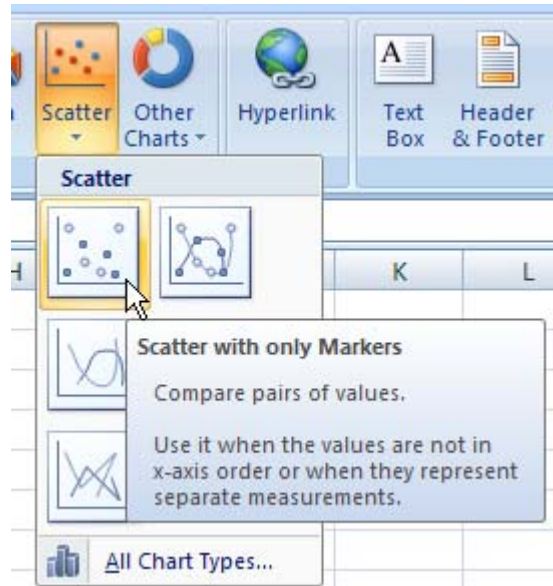 Scatter
Other
Charts
Hyperlink
A
Text
Box
Header
& Footer
Scatter
H
K
L
Scatter with only Markers
Compare pairs of values.
Use it when the values are not in
x-axis order or when they represent
separate measurements.
All Chart Types...